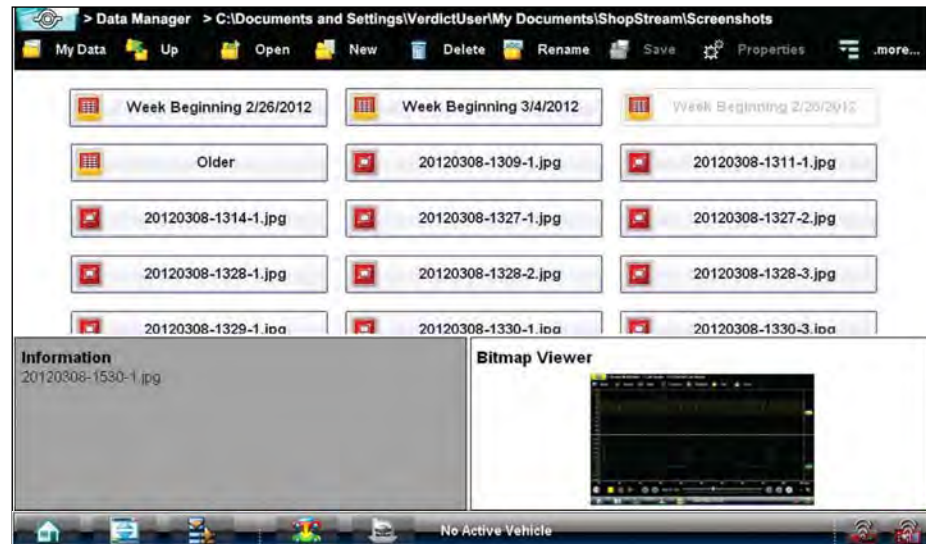 > Data Manager > C:\Documents and Settings\VerdictUser\My Documents\ShopStream\Screenshots
My Data Up Open New Delete Rename Save Properties .more...
Week Beginning 2/26/2012 Week Beginning 3/4/2012 Week Beginning 2/26/2012
Older 20120308-1309-1.jpg 20120308-1311-1.jpg
20120308-1314-1.jpg 20120308-1327-1.jpg 20120308-1327-2.jpg
20120308-1328-1.jpg 20120308-1328-2.jpg 20120308-1328-3.jpg
20120308-1329-1.jpg 20120308-1330-1.jpg 20120308-1330-3.jpg
Information
20120308-1530-1.jpg
Bitmap Viewer
No Active Vehicle